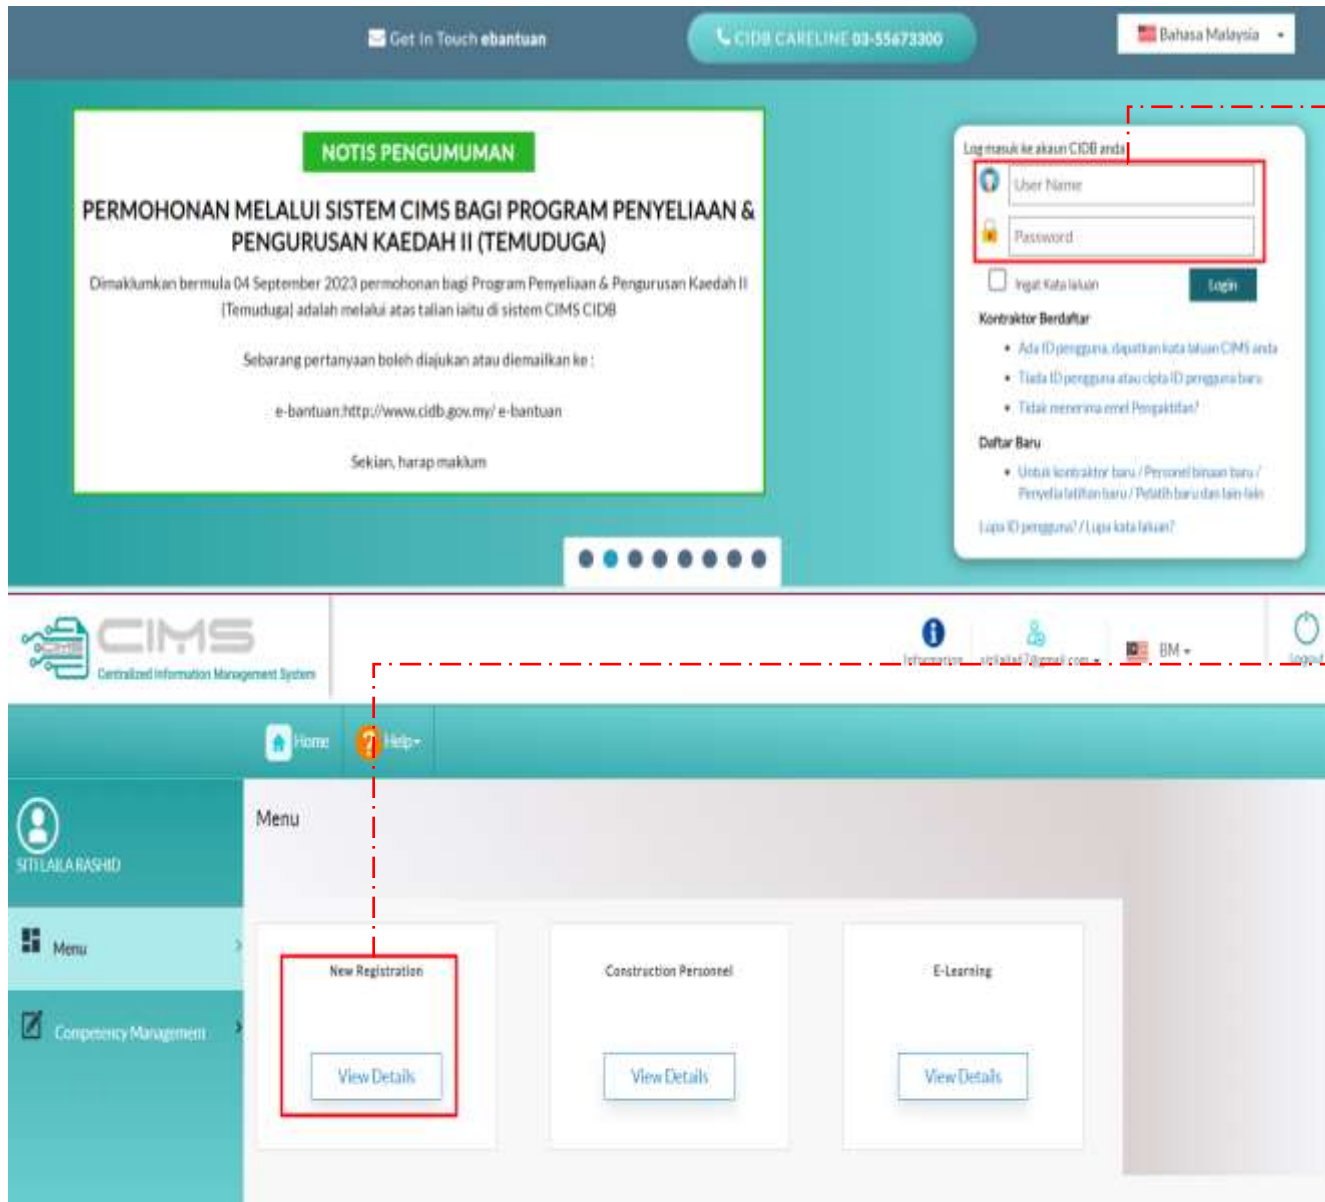 Get In Touch ebantuan
CIDB CARELINE 03-55673300
Bahasa Malaysia
NOTIS PENGUMUMAN
PERMOHONAN MELALUI SISTEM CIMS BAGI PROGRAM PENYELIAAN &
PENGURUSAN KAEDAH II (TEMUDUGA)
Dimaklumkan bermula 04 September 2023 permohonan bagi Program Penyeliaan & Pengurusan Kaedah II
(Temuduga) adalah melalui atas talian iaitu di sistem CIMS CIDB
Sebarang pertanyaan boleh diajukan atau diemailkan ke :
e-bantuan:http://www.cidb.gov.my/ e-bantuan
Sekian, harap maklum
Log masuk ke akaun CIDB anda
User Name
Password
Ingat Kata laluan
Login
Kontraktor Berdaftar
Ada ID pengguna, dapatkan kata laluan CIMS anda
Tiada ID pengguna atau cipta ID pengguna baru
Tidak menerima emel Pengaktifan?
Daftar Baru
Untuk kontraktor baru / Personel binaan baru /
Penyelia latihan baru / Pelatih baru dan lain-lain
Lupa ID pengguna? / Lupa kata laluan?
CIMS
CIMS
Centralized Information Management System
Information
BM
Logout
Home
Help
SITI LAILA RASHID
Menu
Menu
Competency Management
New Registration
View Details
Construction Personnel
View Details
E-Learning
View Details